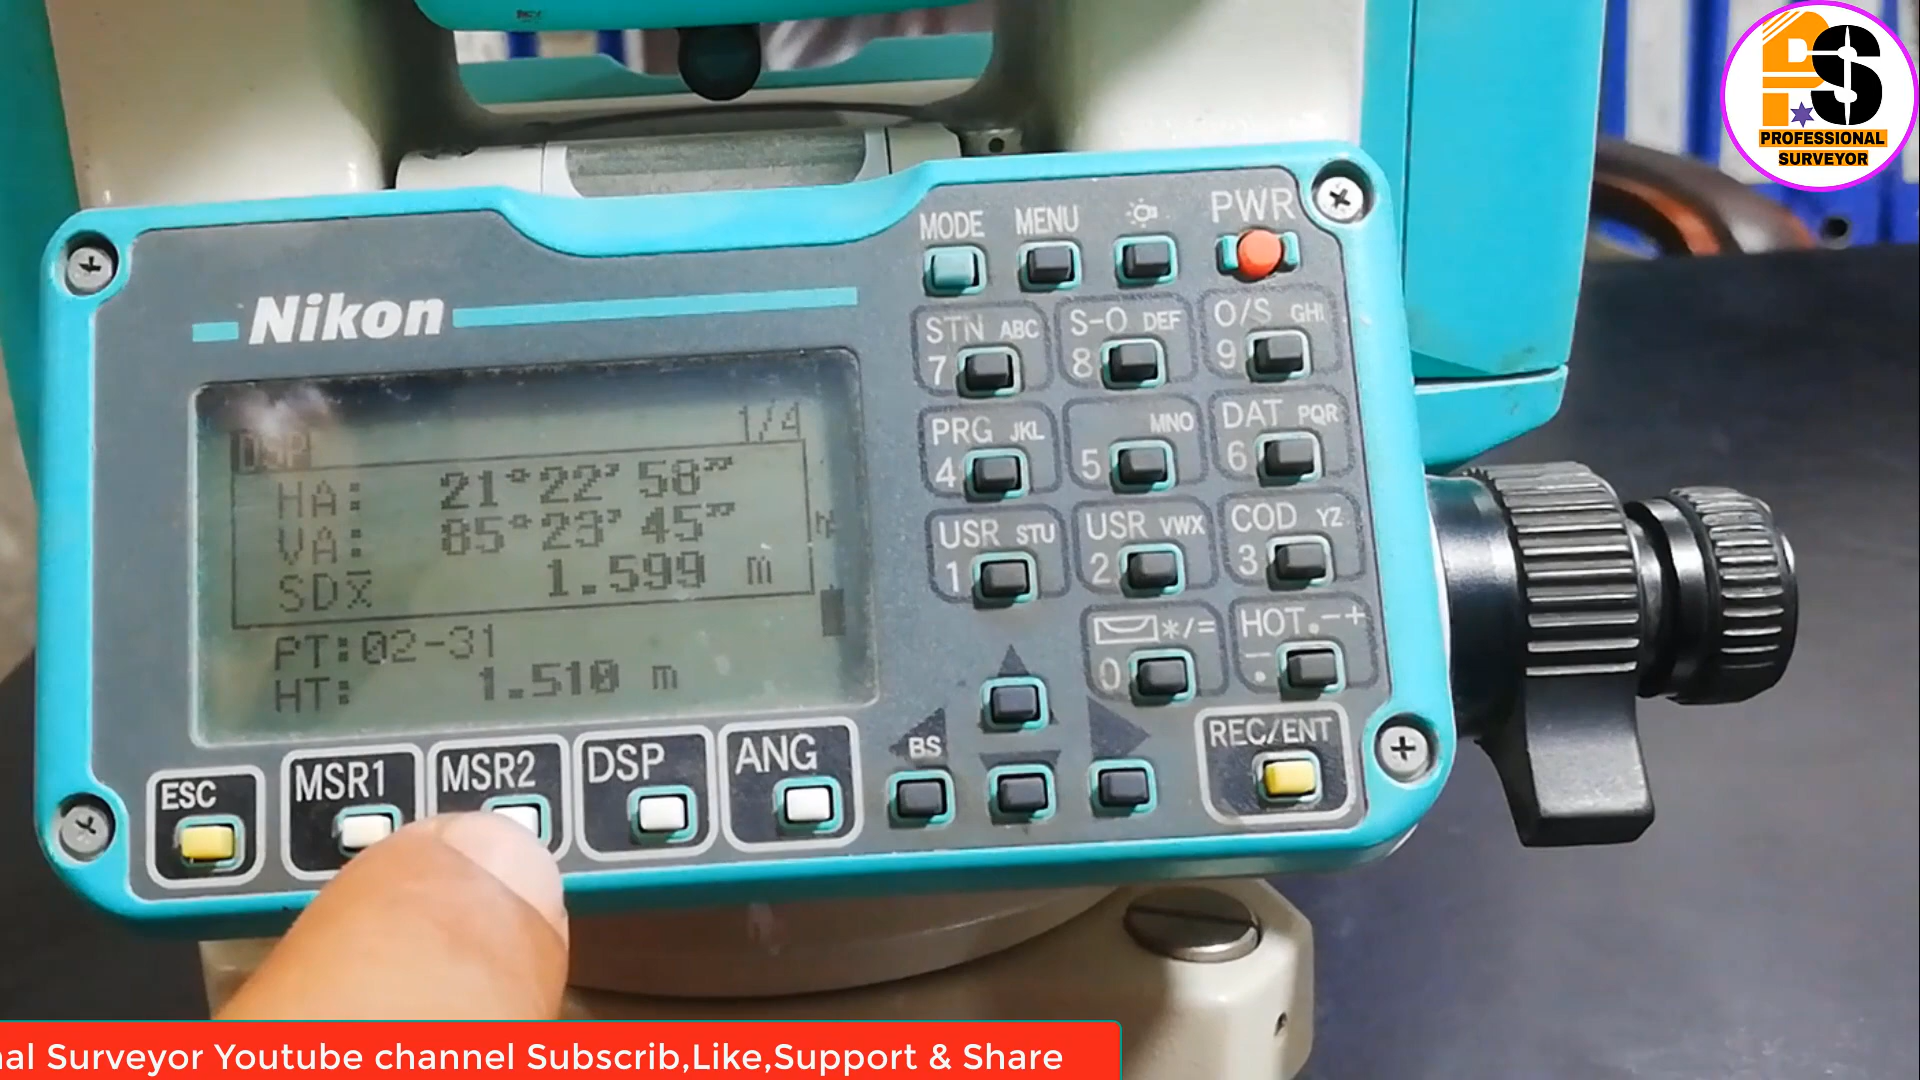 PS
PROFESSIONAL
SURVEYOR
MODE MENU PWR
Nikon
STN ABC
7
S-O DEF
8
O/S GHI
9
PRG JKL
4
MNO
5
DAT PQR
6
USR STU
1
USR VWX
2
COD YZ
3
*/=
0
HOT.-+
DSP 1/4
HA: 21°22'58"
VA: 85°23'45"
SDx̄ 1.599 m
PT:02-31
HT: 1.510 m
ESC MSR1 MSR2 DSP ANG BS REC/ENT
al Surveyor Youtube channel Subscrib,Like,Support & Share